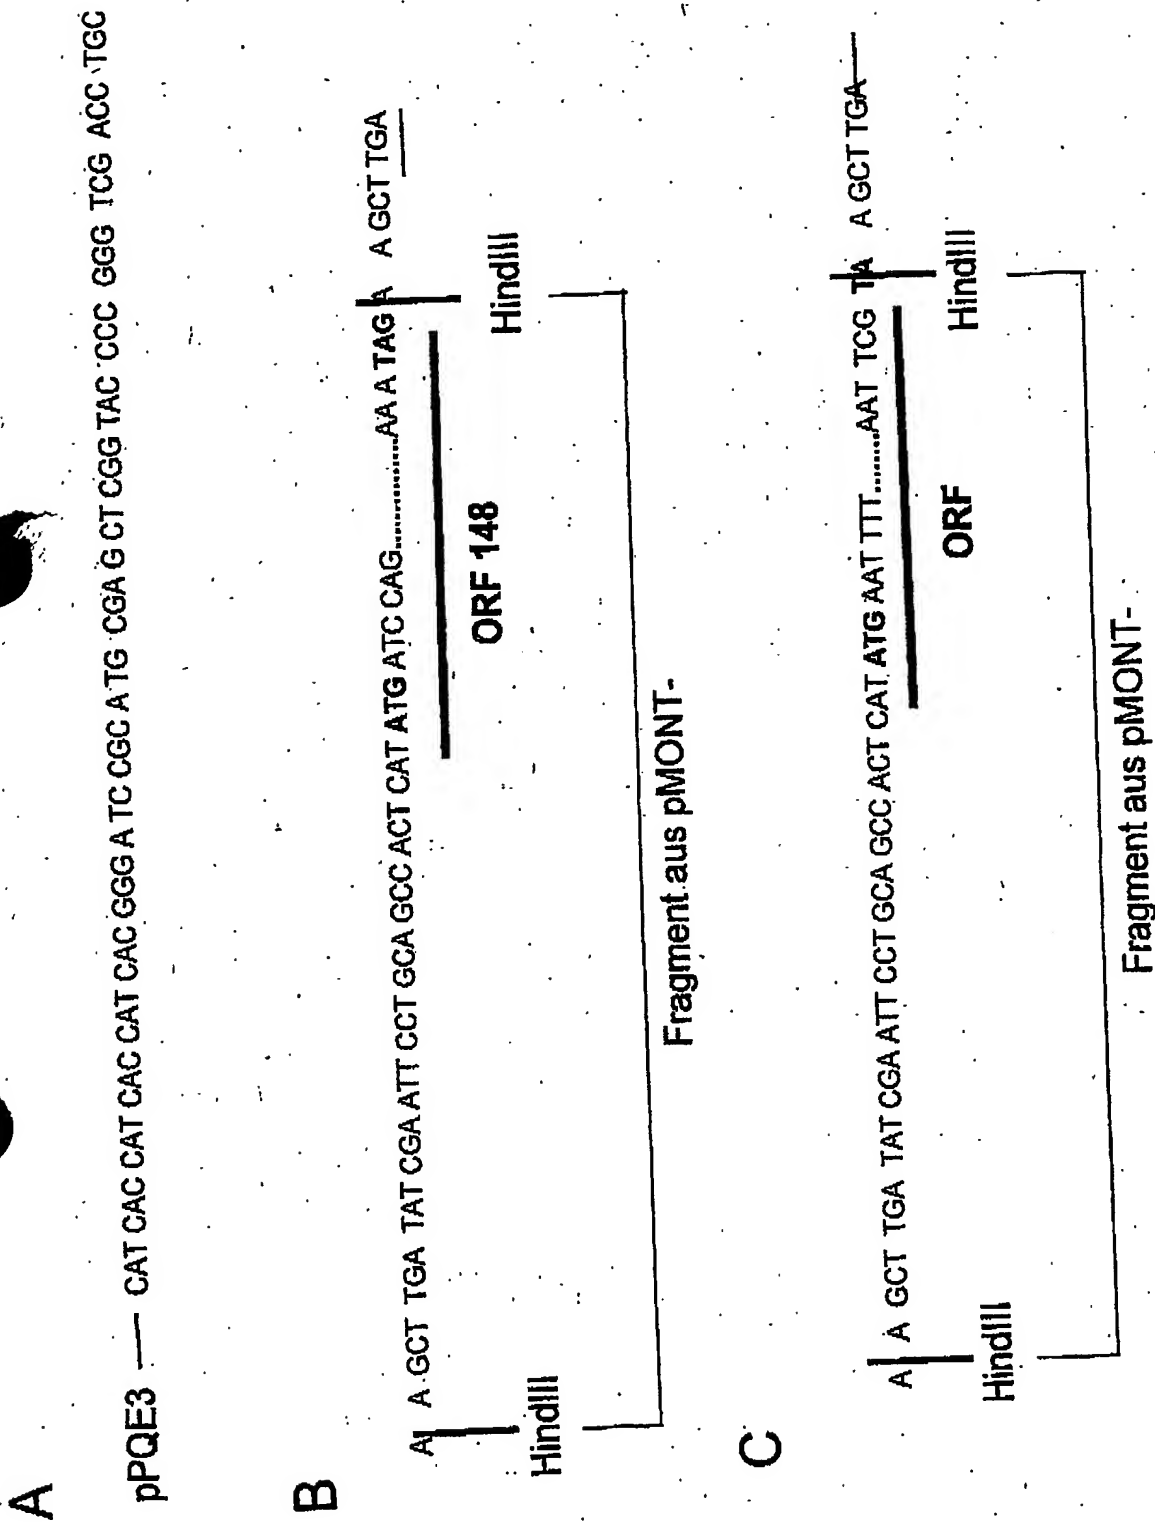 A
pPQE3 — CAT CAC CAT CAC CAT CAC GGG A TC CGC A TG CGA G CT CGG TAC CCC GGG TCG ACC TGC
B
A A GCT TGA TAT CGA ATT CCT GCA GCC ACT CAT ATG ATC CAG..............AA A TAG A A GCT TGA
HindIII ORF 148 HindIII
Fragment aus pMONT-
C
A A GCT TGA TAT CGA ATT CCT GCA GCC ACT CAT ATG AAT TTT........AAT TCG TA A GCT TGA
HindIII ORF HindIII
Fragment aus pMONT-